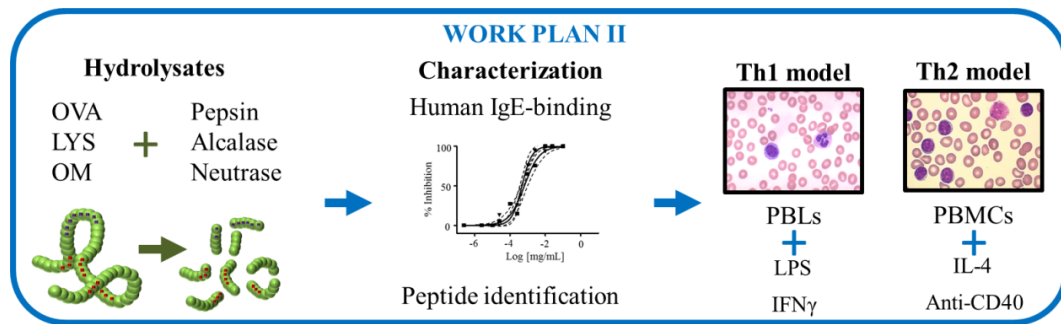 WORK PLAN II
Hydrolysates
OVA
LYS
OM
+
Pepsin
Alcalase
Neutrase
Characterization
Human IgE-binding
% Inhibition
100
50
0
-6 -4 -2 0
Log [mg/mL]
Peptide identification
Th1 model
PBLs
+
LPS
IFNγ
Th2 model
PBMCs
+
IL-4
Anti-CD40